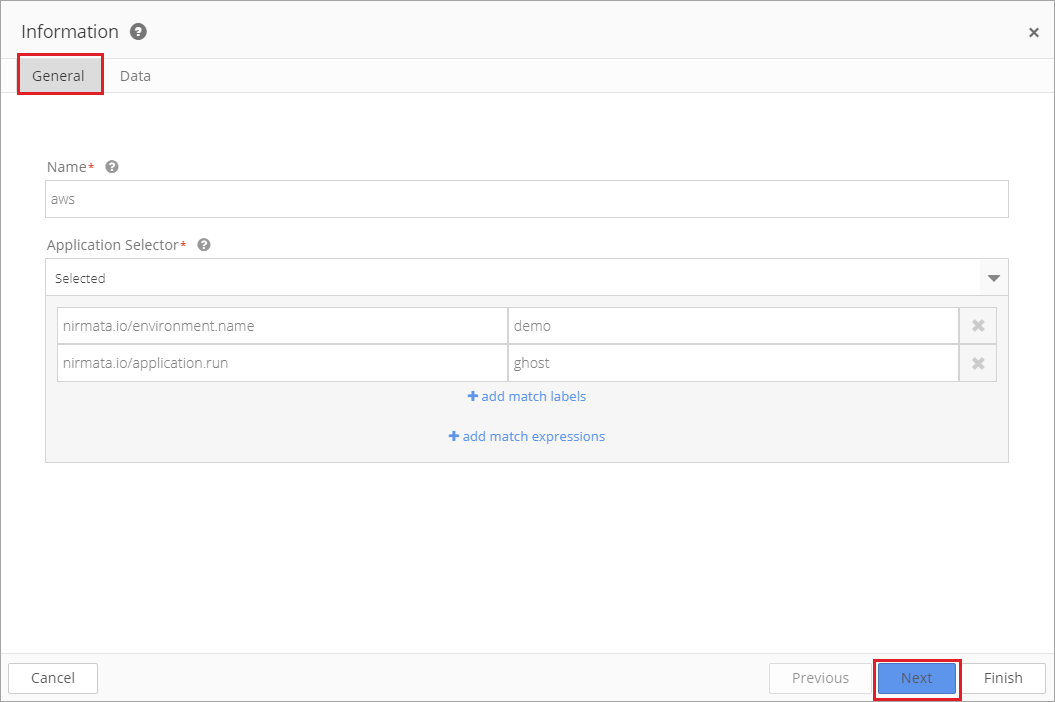 Information ?
×
General Data
Name* ?
aws
Application Selector* ?
Selected
nirmata.io/environment.name demo
nirmata.io/application.run ghost
+ add match labels
+ add match expressions
Cancel Previous Next Finish